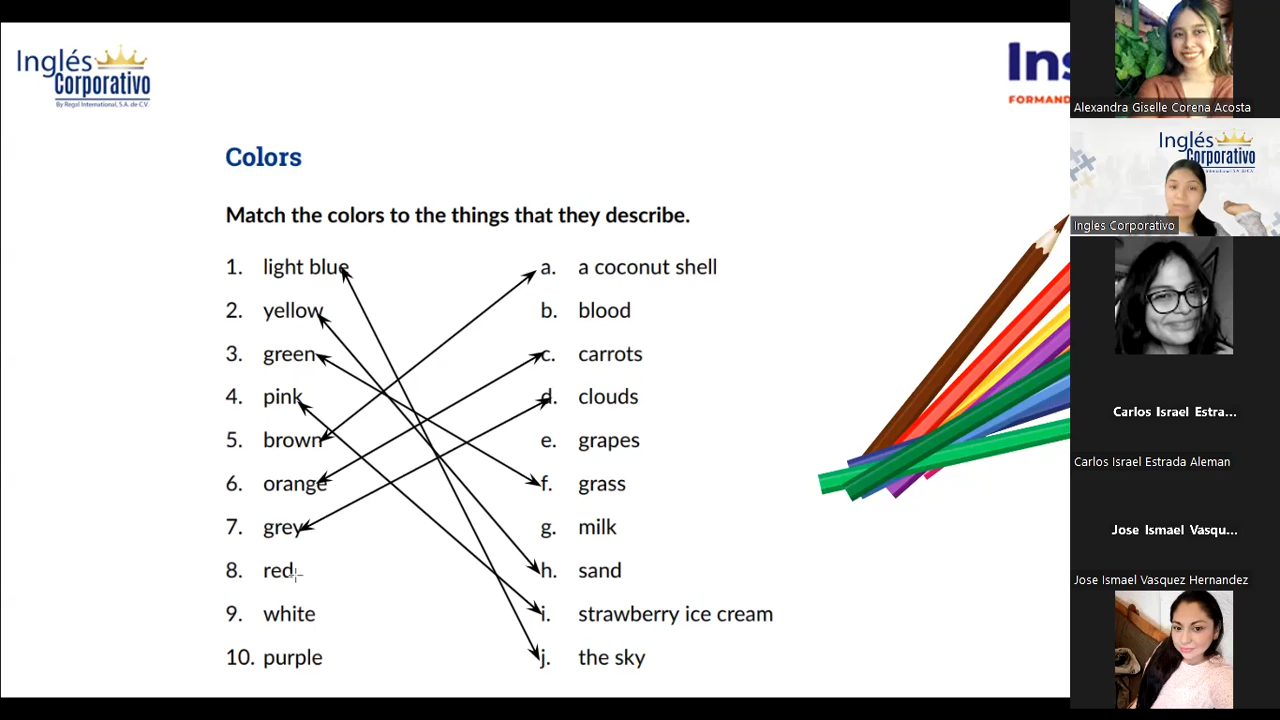 Inglés
Corporativo
By Regal International, S.A. de C.V.
Ins
FORMAND
Colors
Match the colors to the things that they describe.
1. light blue
2. yellow
3. green
4. pink
5. brown
6. orange
7. grey
8. red
9. white
10. purple
a. a coconut shell
b. blood
c. carrots
d. clouds
e. grapes
f. grass
g. milk
h. sand
i. strawberry ice cream
j. the sky
Alexandra Giselle Corena Acosta
Inglés
Corporativo
Ingles Corporativo
Carlos Israel Estra...
Carlos Israel Estrada Aleman
Jose Ismael Vasqu...
Jose Ismael Vasquez Hernandez